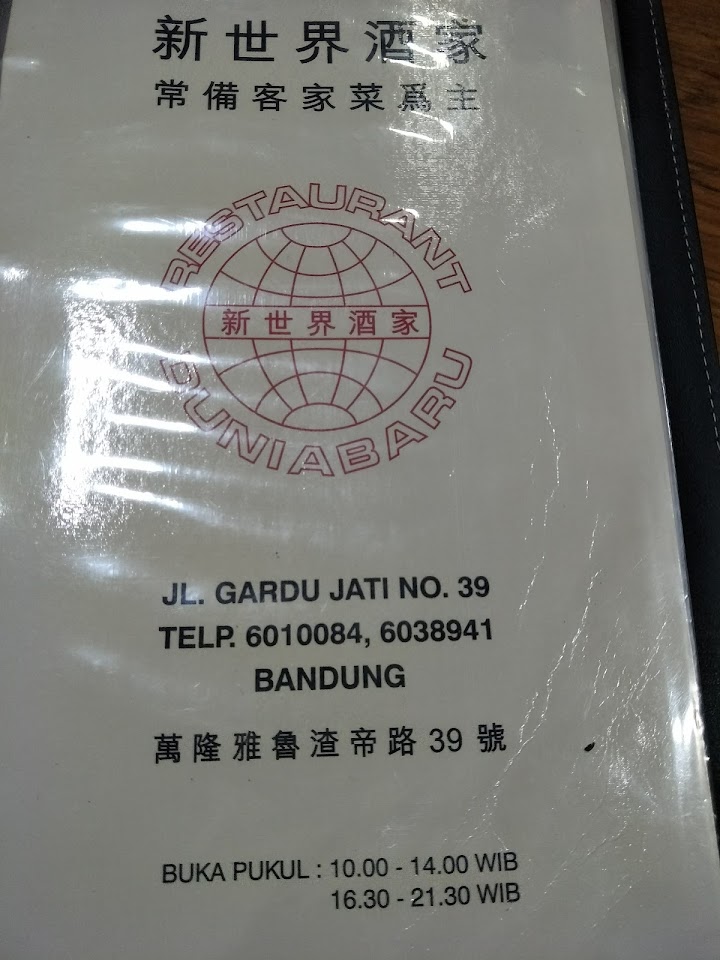 新世界酒家
常備客家菜爲主
RESTAURANT
新世界酒家
DUNIABARU
JL. GARDU JATI NO. 39
TELP. 6010084, 6038941
BANDUNG
萬隆雅魯渣帝路 39 號
BUKA PUKUL : 10.00 - 14.00 WIB
16.30 - 21.30 WIB